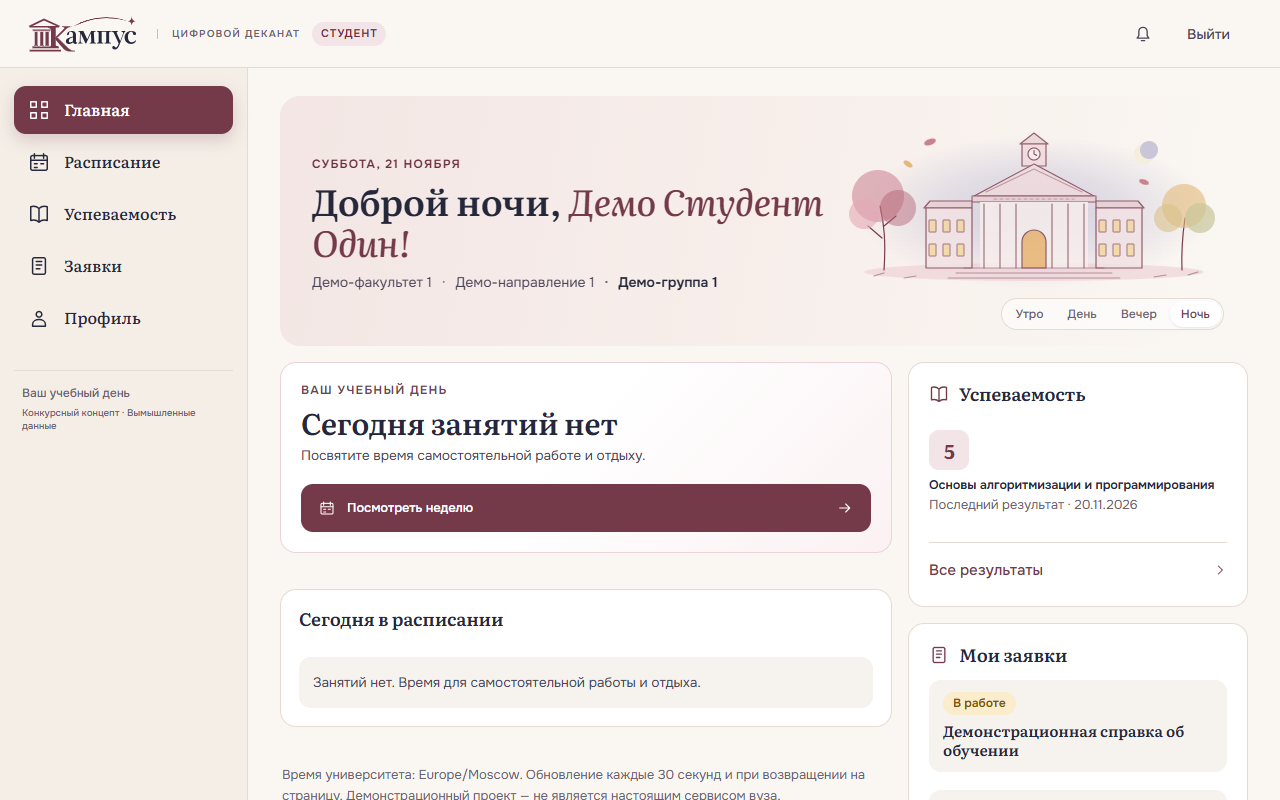 Кампус
ЦИФРОВОЙ ДЕКАНАТ
СТУДЕНТ
Выйти
Главная
Расписание
Успеваемость
Заявки
Профиль
Ваш учебный день
Конкурсный концепт · Вымышленные
данные
СУББОТА, 21 НОЯБРЯ
Доброй ночи, Демо Студент
Один!
Демо-факультет 1 · Демо-направление 1 · Демо-группа 1
Утро День Вечер Ночь
ВАШ УЧЕБНЫЙ ДЕНЬ
Сегодня занятий нет
Посвятите время самостоятельной работе и отдыху.
Посмотреть неделю
Сегодня в расписании
Занятий нет. Время для самостоятельной работы и отдыха.
Время университета: Europe/Moscow. Обновление каждые 30 секунд и при возвращении на
страницу. Демонстрационный проект — не является настоящим сервисом вуза.
Успеваемость
5
Основы алгоритмизации и программирования
Последний результат · 20.11.2026
Все результаты
Мои заявки
В работе
Демонстрационная справка об
обучении